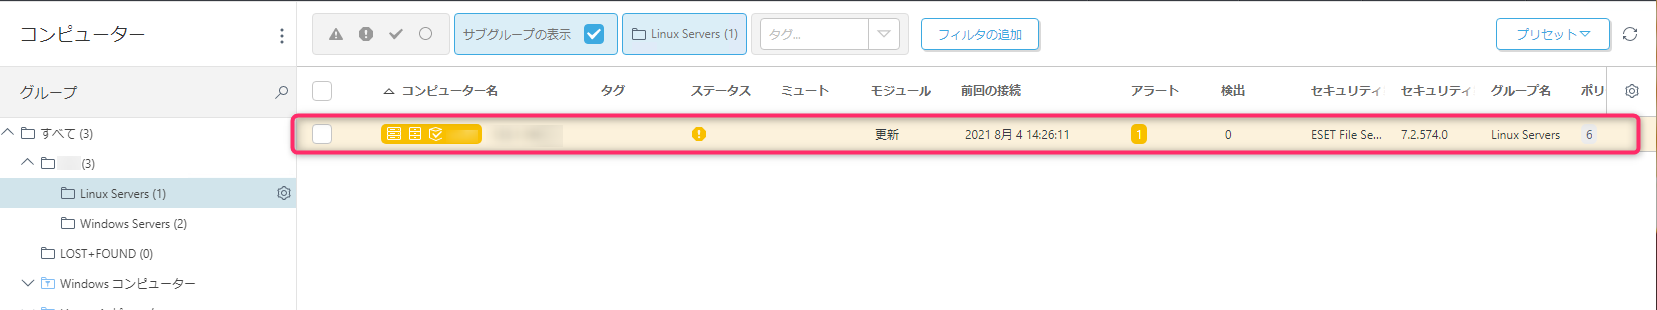 コンピューター
サブグループの表示
Linux Servers (1)
タグ...
フィルタの追加
プリセット
グループ
コンピューター名 タグ ステータス ミュート モジュール 前回の接続 アラート 検出 セキュリティ セキュリティ グループ名 ポリ
すべて (3)
更新 2021 8月 4 14:26:11 1 0 ESET File Se... 7.2.574.0 Linux Servers 6
(3)
Linux Servers (1)
Windows Servers (2)
LOST+FOUND (0)
Windows コンピューター